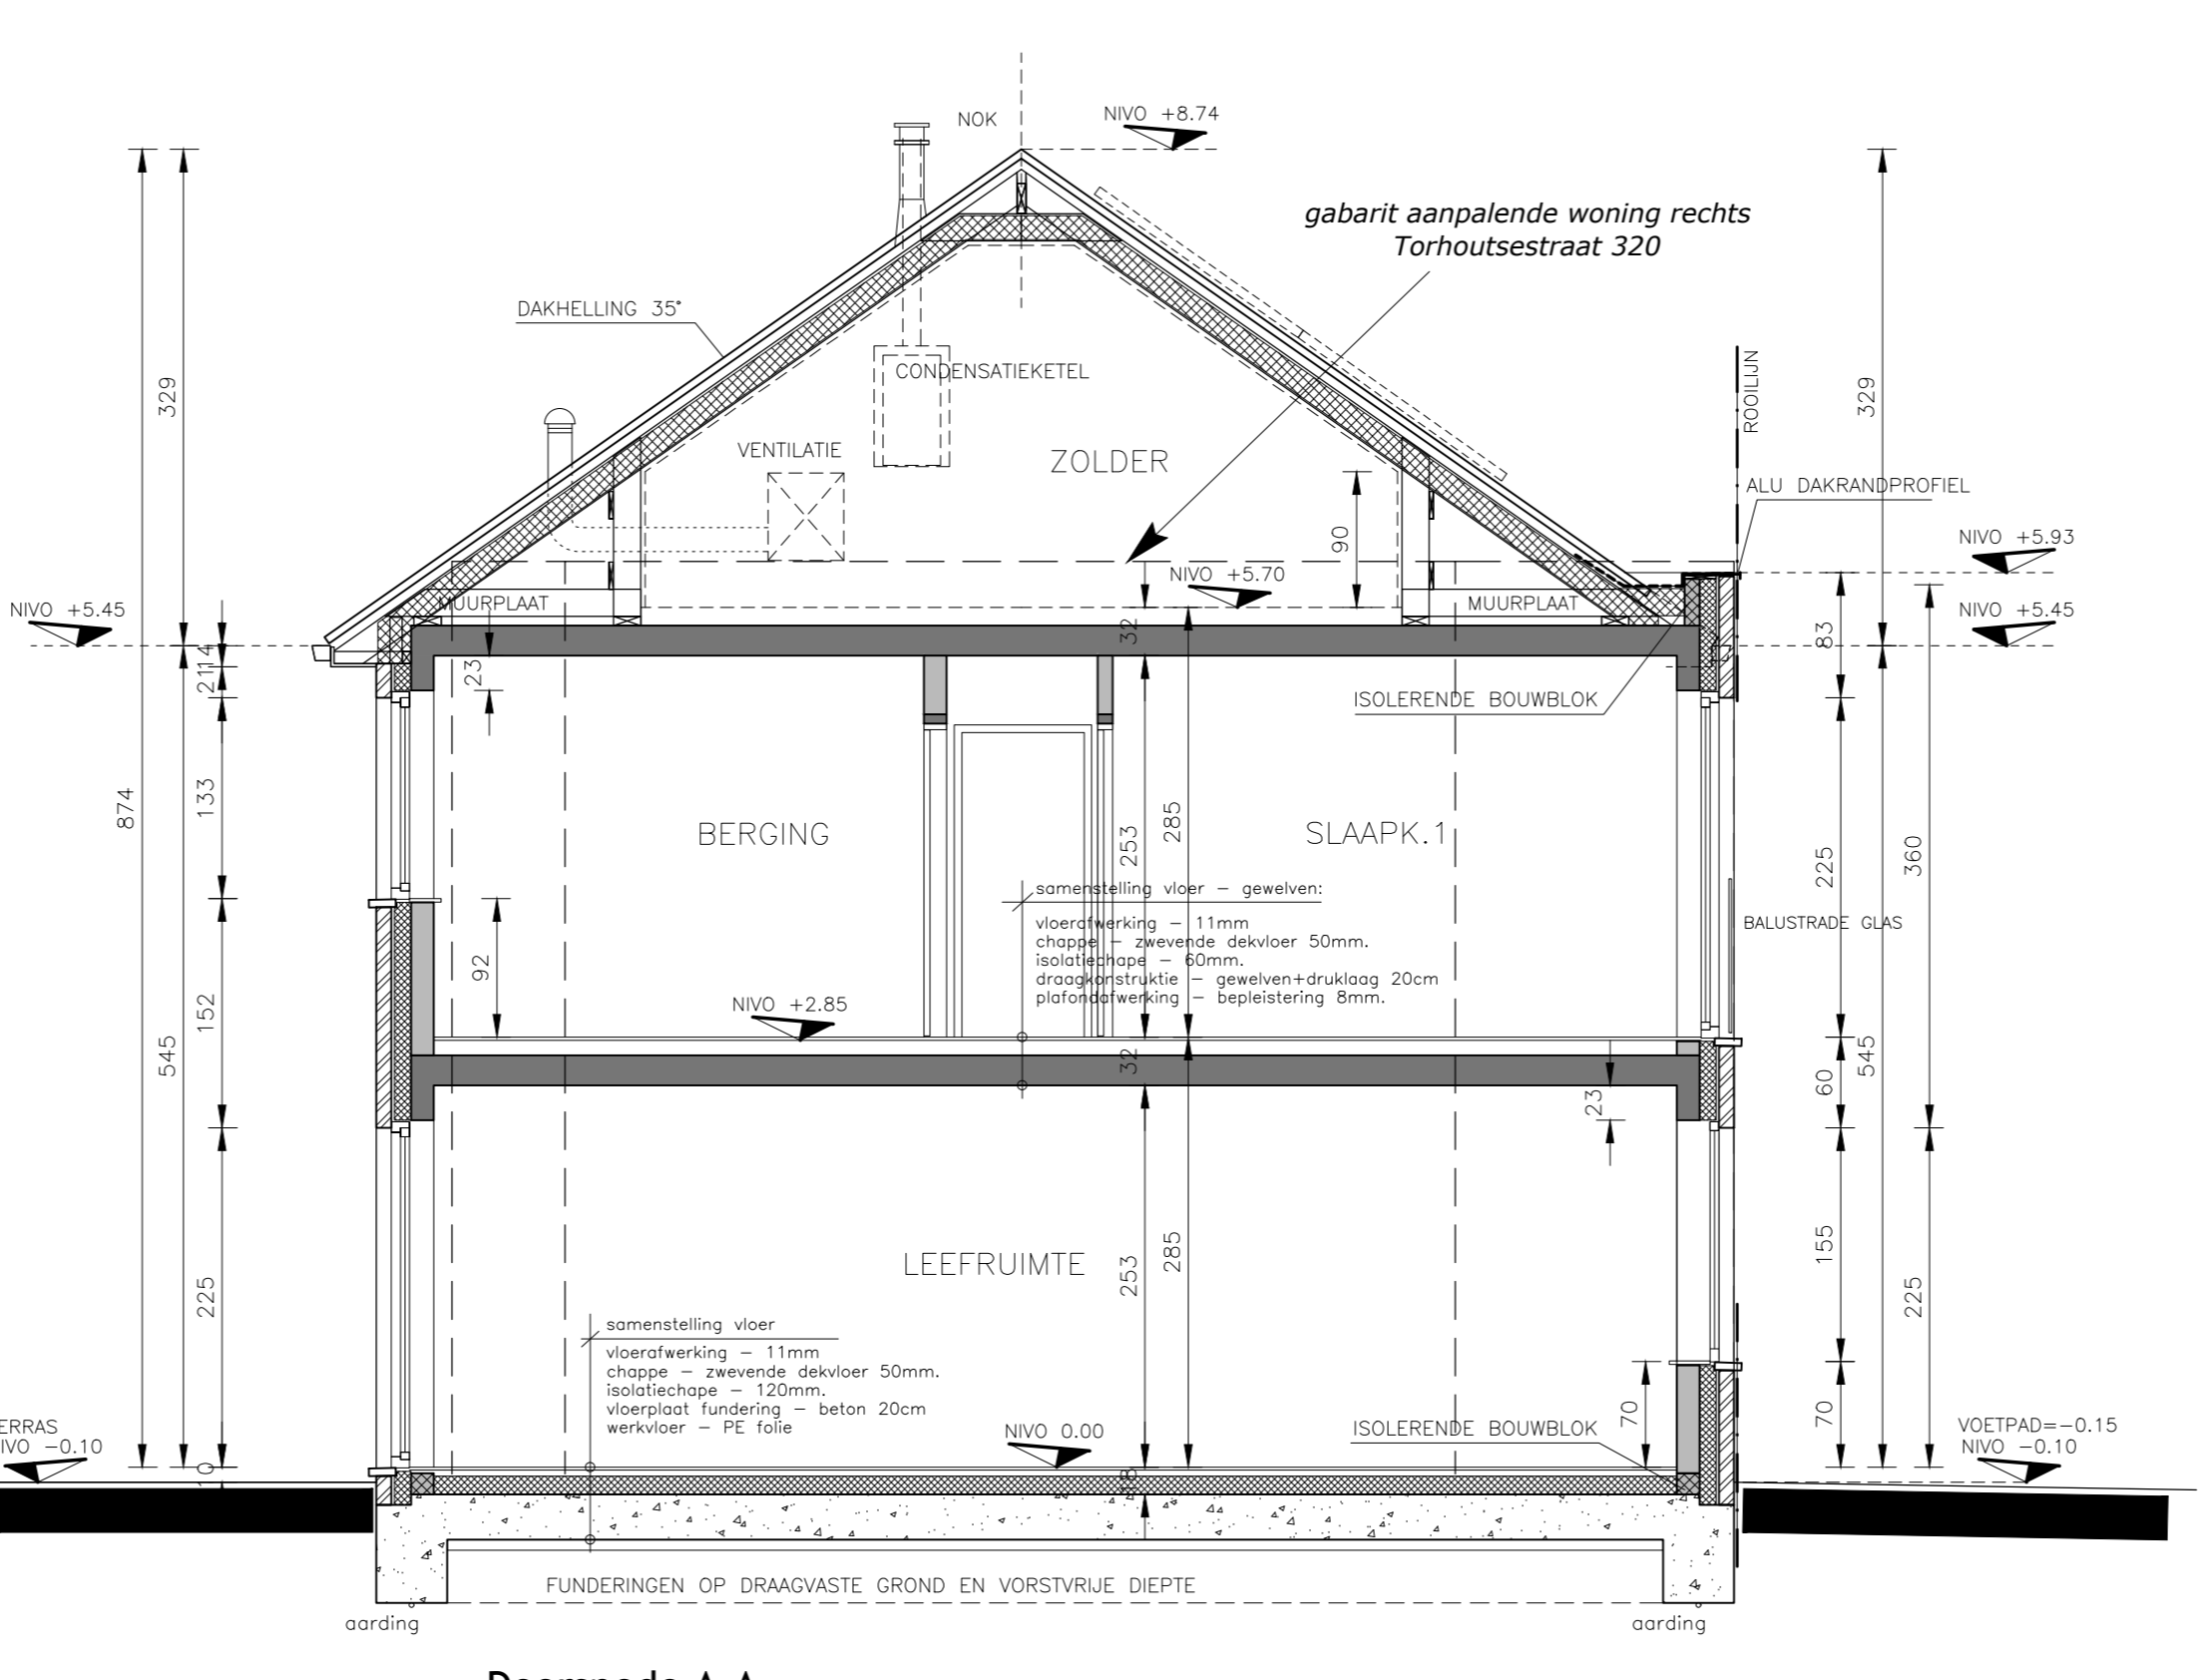 NOK
NIVO +8.74
gabarit aanpalende woning rechts
Torhoutsestraat 320
DAKHELLING 35°
CONDENSATIEKETEL
ROOILIJN
329
329
VENTILATIE
ZOLDER
ALU DAKRANDPROFIEL
90
NIVO +5.93
NIVO +5.70
NIVO +5.45
MUURPLAAT
MUURPLAAT
NIVO +5.45
32
83
14
21
23
ISOLERENDE BOUWBLOK
874
133
BERGING
253
285
SLAAPK.1
225
360
samenstelling vloer – gewelven:
vloerafwerking – 11mm
chappe – zwevende dekvloer 50mm.
isolatiechape – 60mm.
draagkonstruktie – gewelven+druklaag 20cm
plafondafwerking – bepleistering 8mm.
BALUSTRADE GLAS
92
152
NIVO +2.85
545
32
545
60
23
LEEFRUIMTE
253
285
155
225
225
samenstelling vloer
vloerafwerking – 11mm
chappe – zwevende dekvloer 50mm.
isolatiechape – 120mm.
vloerplaat fundering – beton 20cm
werkvloer – PE folie
70
70
NIVO 0.00
ISOLERENDE BOUWBLOK
ERRAS
IVO –0.10
VOETPAD=–0.15
NIVO –0.10
10
18
FUNDERINGEN OP DRAAGVASTE GROND EN VORSTVRIJE DIEPTE
aarding
aarding